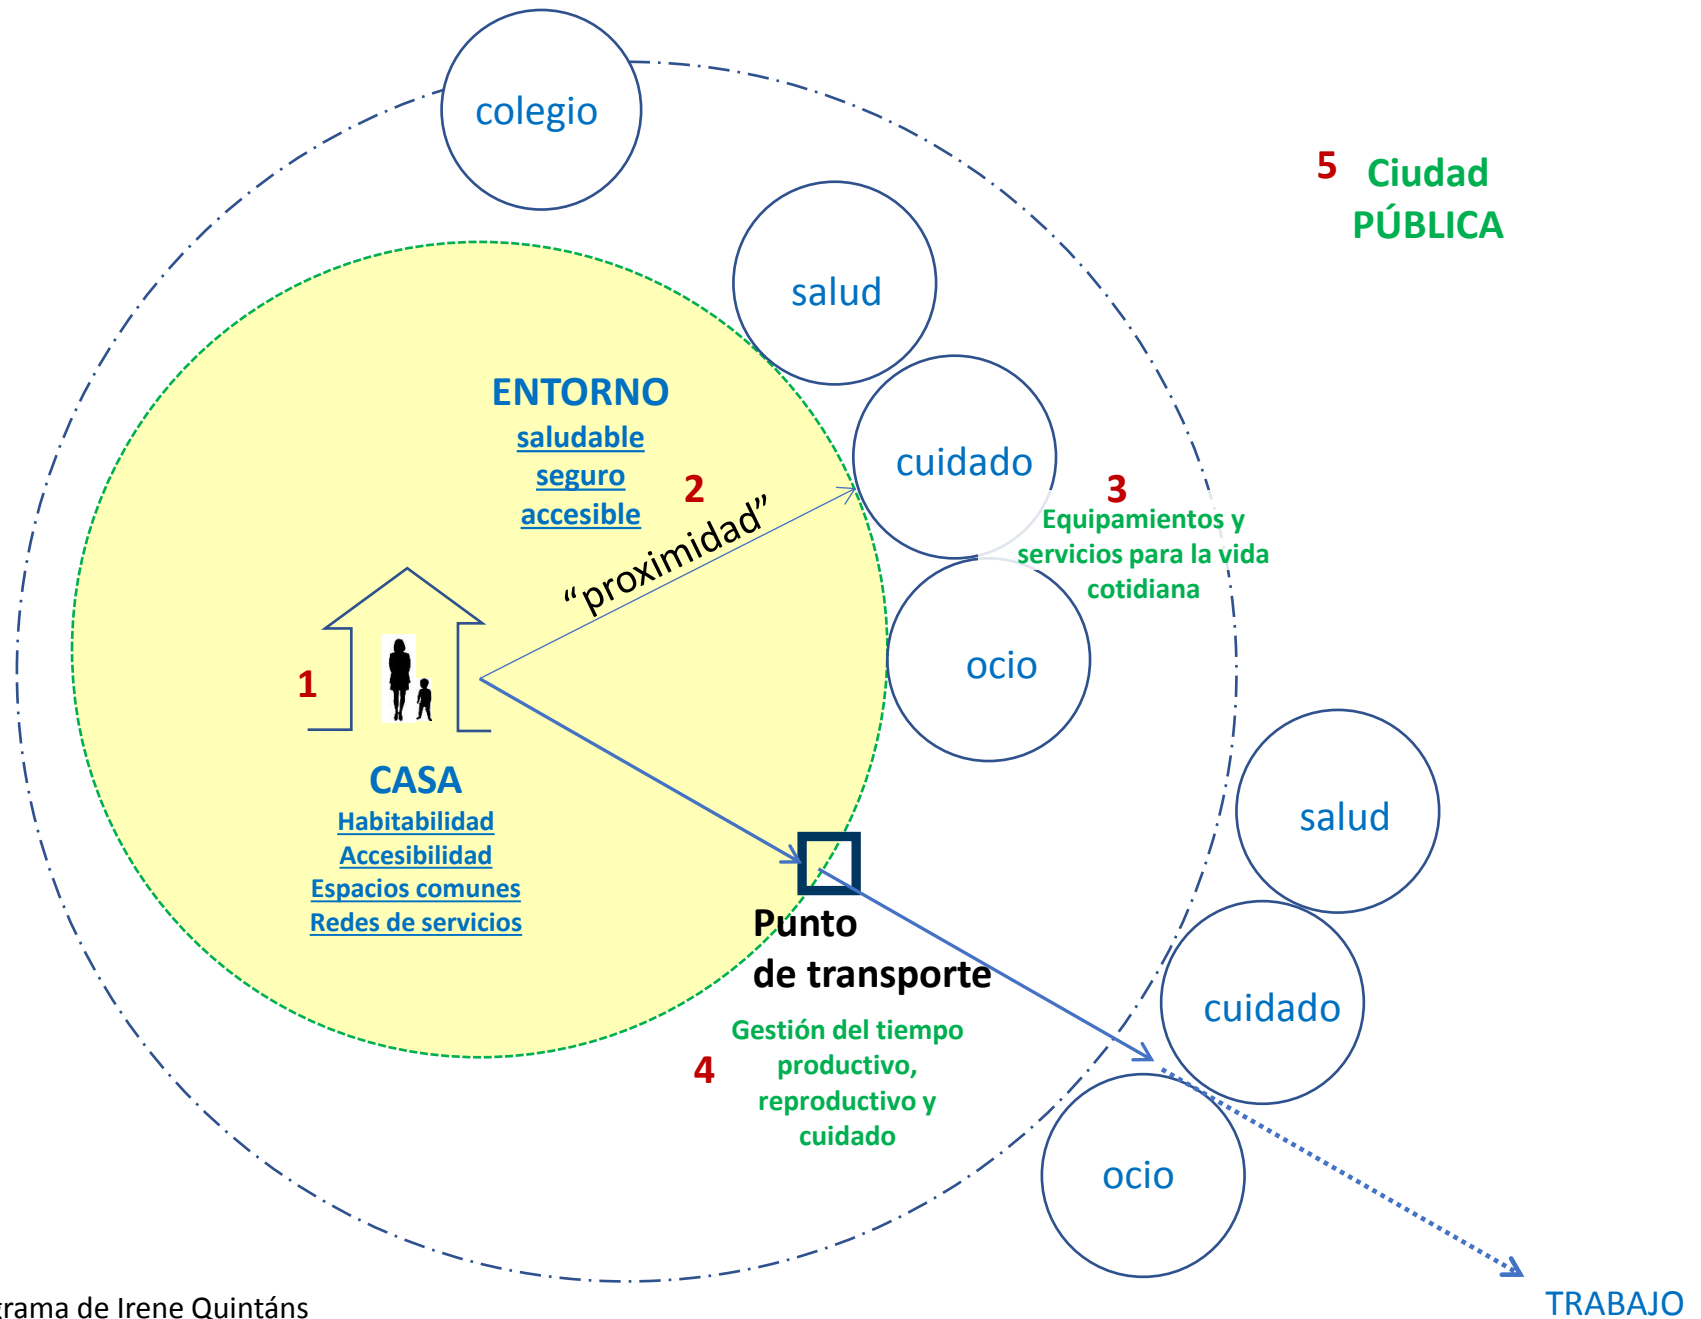 colegio
5
Ciudad
PÚBLICA
salud
ENTORNO
saludable
seguro
accesible
2
“proximidad”
cuidado
3
Equipamientos y
servicios para la vida
cotidiana
ocio
1
CASA
Habitabilidad
Accesibilidad
Espacios comunes
Redes de servicios
Punto
de transporte
4
Gestión del tiempo
productivo,
reproductivo y
cuidado
salud
cuidado
ocio
TRABAJO
de Irene Quintáns